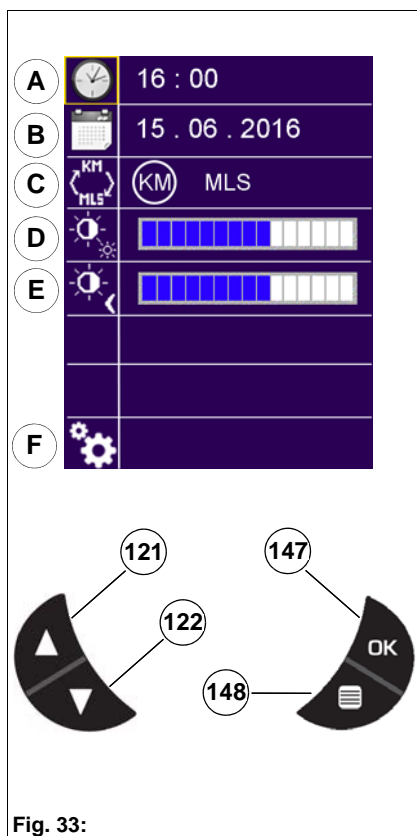 A 16 : 00
B 15 . 06 . 2016
C KM MLS KM MLS
D
E
F
121
147
122
OK
148
Fig. 33: